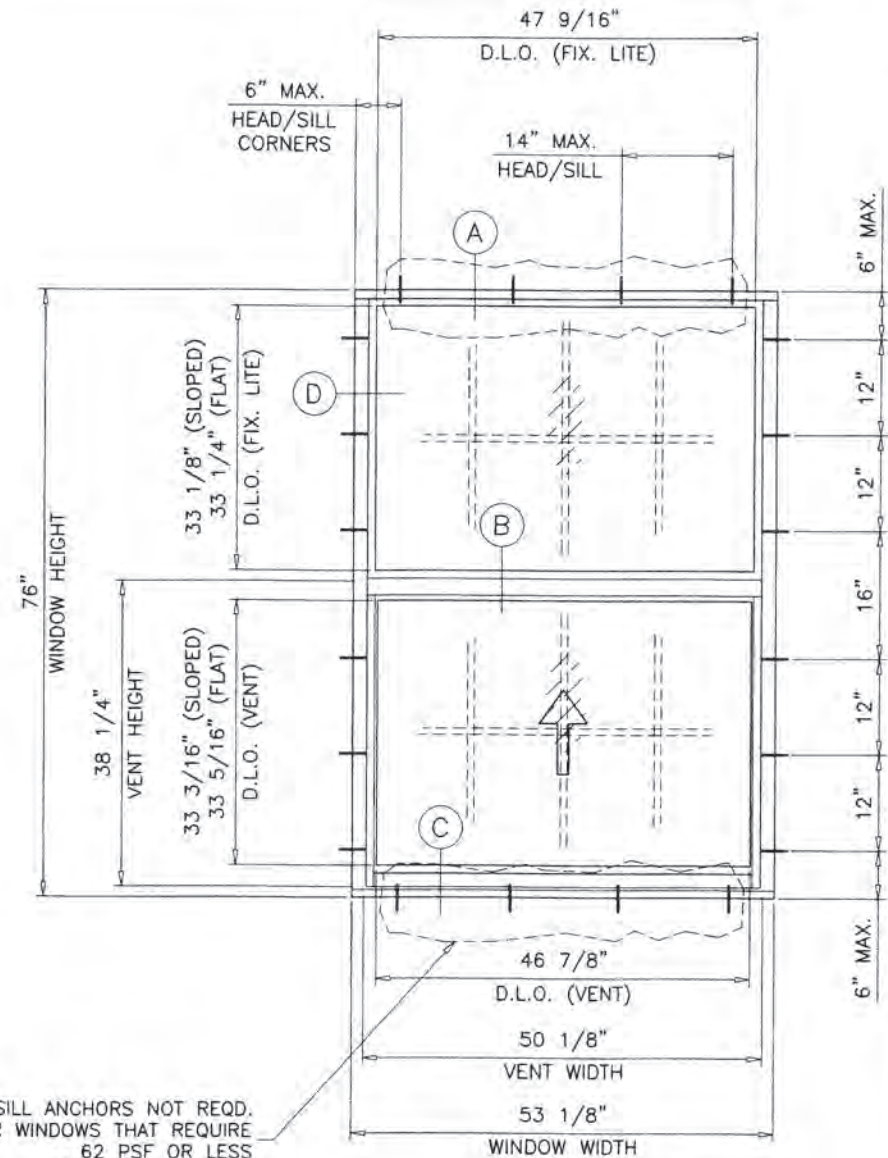 47 9/16"
D.L.O. (FIX. LITE)
6" MAX.
HEAD/SILL
CORNERS
14" MAX.
HEAD/SILL
A
6" MAX.
12"
12"
16"
12"
12"
6" MAX.
D
33 1/8" (SLOPED)
33 1/4" (FLAT)
D.L.O. (FIX. LITE)
B
76"
WINDOW HEIGHT
38 1/4"
VENT HEIGHT
33 3/16" (SLOPED)
33 5/16" (FLAT)
D.L.O. (VENT)
C
46 7/8"
D.L.O. (VENT)
50 1/8"
VENT WIDTH
53 1/8"
WINDOW WIDTH
SILL ANCHORS NOT REQD.
WINDOWS THAT REQUIRE
62 PSF OR LESS